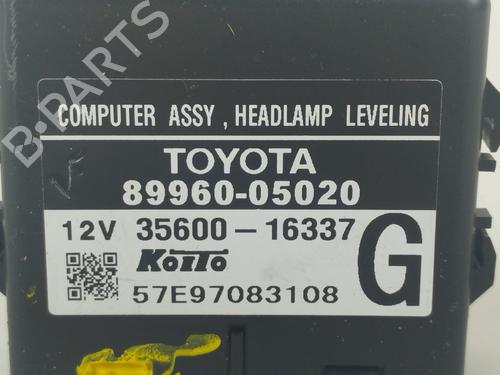 B-PARTS
COMPUTER ASSY , HEADLAMP LEVELING
TOYOTA
89960-05020
12V 35600-16337
G
KOITO
57E97083108